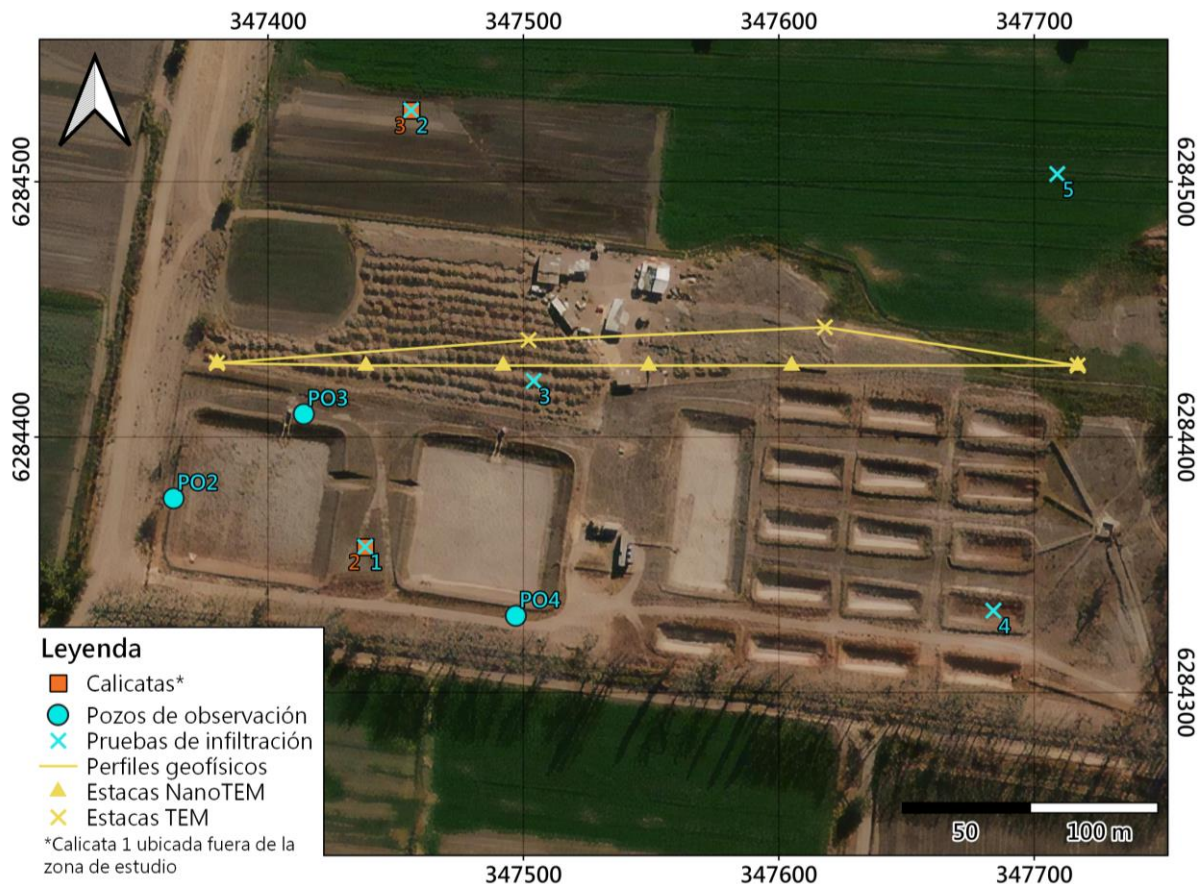 347400 347500 347600 347700
3 2
5
6284500 6284500
3
PO3
6284400 6284400
PO2
2 1
PO4
4
6284300
Leyenda
Calicatas*
Pozos de observación
Pruebas de infiltración
Perfiles geofísicos
Estacas NanoTEM
Estacas TEM
*Calicata 1 ubicada fuera de la
zona de estudio
50 100 m
347500 347600 347700